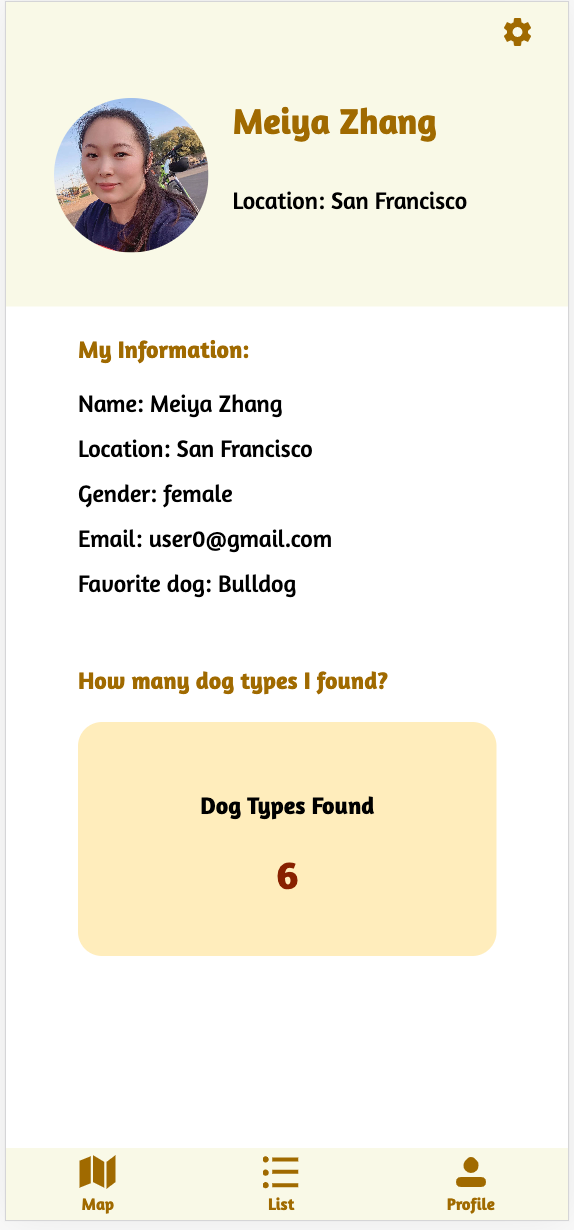 Meiya Zhang
Location: San Francisco
My Information:
Name: Meiya Zhang
Location: San Francisco
Gender: female
Email: user0@gmail.com
Favorite dog: Bulldog
How many dog types I found?
Dog Types Found
6
Map
List
Profile